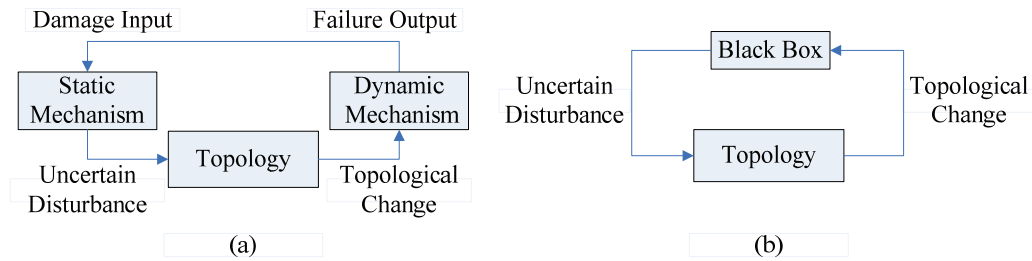 Damage Input
Failure Output
Static
Mechanism
Dynamic
Mechanism
Topology
Uncertain
Disturbance
Topological
Change
(a)
Black Box
Uncertain
Disturbance
Topological
Change
Topology
(b)